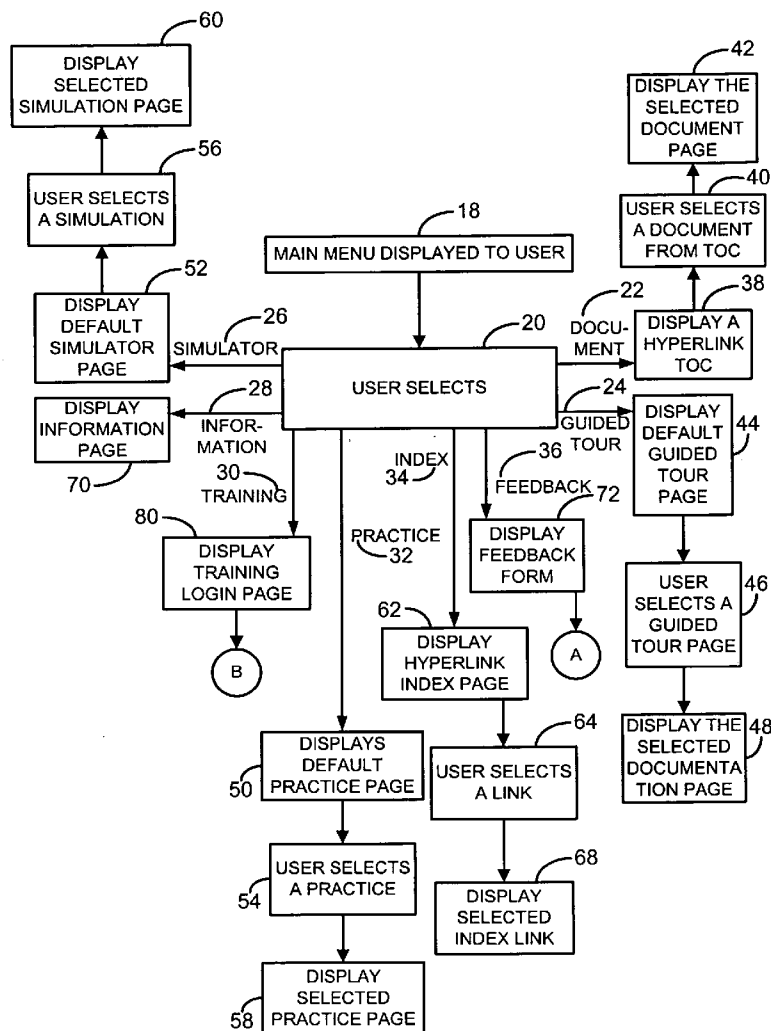 60
DISPLAY
SELECTED
SIMULATION PAGE
42
DISPLAY THE
SELECTED
DOCUMENT
PAGE
56
USER SELECTS
A SIMULATION
40
USER SELECTS
A DOCUMENT
FROM TOC
18
MAIN MENU DISPLAYED TO USER
52
DISPLAY
DEFAULT
SIMULATOR
PAGE
26
SIMULATOR
20
USER SELECTS
22
DOCU-
MENT
38
DISPLAY A
HYPERLINK
TOC
28
INFOR-
MATION
DISPLAY
INFORMATION
PAGE
70
24
GUIDED
TOUR
DISPLAY
DEFAULT
GUIDED
TOUR
PAGE
44
30
TRAINING
INDEX
34
36
FEEDBACK
80
DISPLAY
TRAINING
LOGIN PAGE
B
PRACTICE
32
72
DISPLAY
FEEDBACK
FORM
A
USER
SELECTS A
GUIDED
TOUR PAGE
46
62
DISPLAY
HYPERLINK
INDEX PAGE
DISPLAY THE
SELECTED
DOCUMENTA
TION PAGE
48
DISPLAYS
DEFAULT
PRACTICE
PAGE
50
64
USER SELECTS
A LINK
USER SELECTS
A PRACTICE
54
68
DISPLAY
SELECTED
INDEX LINK
DISPLAY
SELECTED
PRACTICE PAGE
58